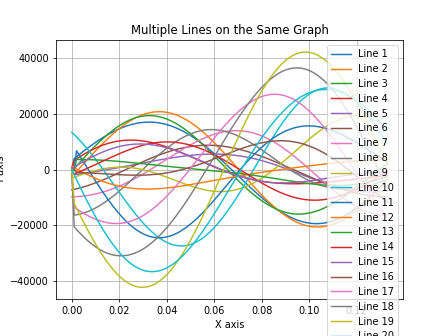 Multiple Lines on the Same Graph
40000
20000
0
−20000
−40000
0.00 0.02 0.04 0.06 0.08 0.10
X axis
Line 1
Line 2
Line 3
Line 4
Line 5
Line 6
Line 7
Line 8
Line 9
Line 10
Line 11
Line 12
Line 13
Line 14
Line 15
Line 16
Line 17
Line 18
Line 19
Line 20